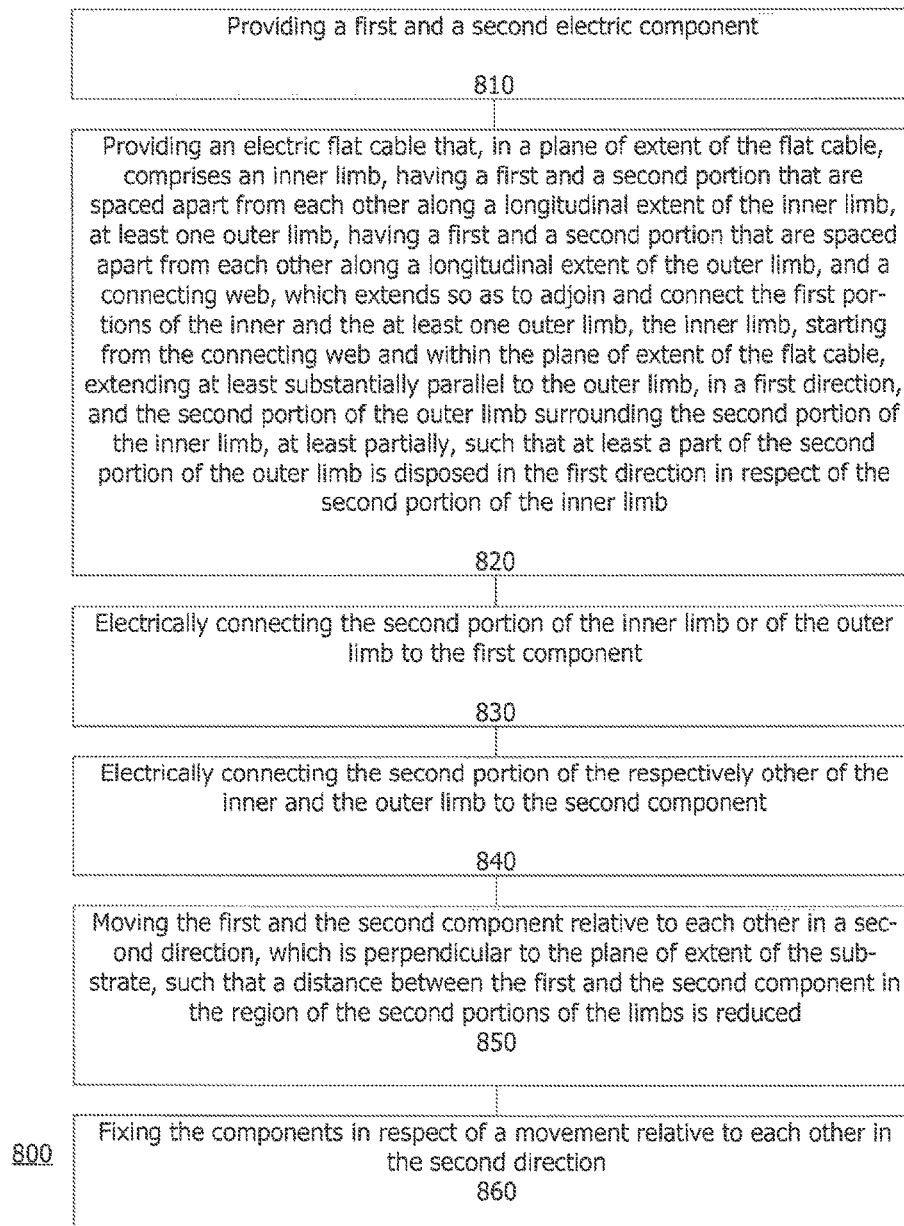 Providing a first and a second electric component
810
Providing an electric flat cable that, in a plane of extent of the flat cable,
comprises an inner limb, having a first and a second portion that are
spaced apart from each other along a longitudinal extent of the inner limb,
at least one outer limb, having a first and a second portion that are spaced
apart from each other along a longitudinal extent of the outer limb, and a
connecting web, which extends so as to adjoin and connect the first por-
tions of the inner and the at least one outer limb, the inner limb, starting
from the connecting web and within the plane of extent of the flat cable,
extending at least substantially parallel to the outer limb, in a first direction,
and the second portion of the outer limb surrounding the second portion of
the inner limb, at least partially, such that at least a part of the second
portion of the outer limb is disposed in the first direction in respect of the
second portion of the inner limb
820
Electrically connecting the second portion of the inner limb or of the outer
limb to the first component
830
Electrically connecting the second portion of the respectively other of the
inner and the outer limb to the second component
840
Moving the first and the second component relative to each other in a sec-
ond direction, which is perpendicular to the plane of extent of the sub-
strate, such that a distance between the first and the second component in
the region of the second portions of the limbs is reduced
850
Fixing the components in respect of a movement relative to each other in
the second direction
860
800